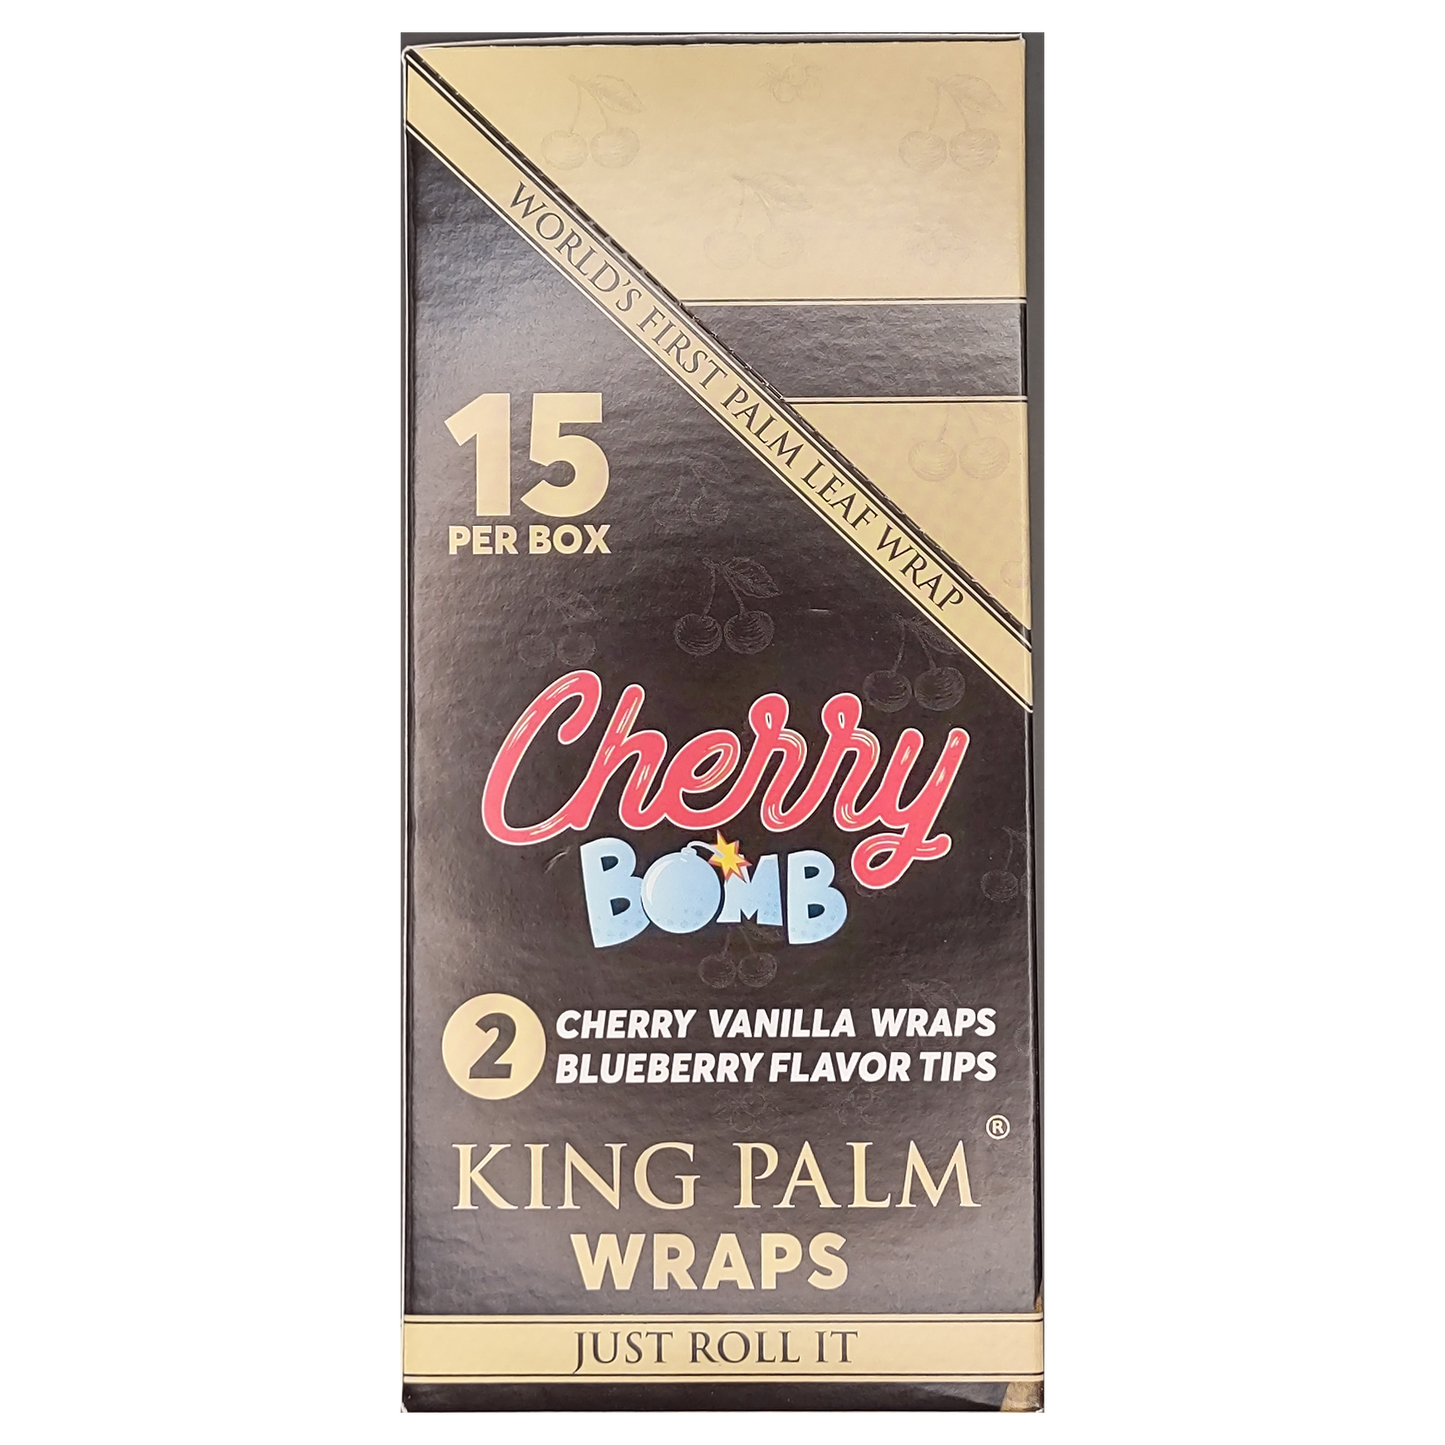 WORLD'S FIRST PALM LEAF WRAP
15
PER BOX
Cherry
BOMB
2
CHERRY VANILLA WRAPS
BLUEBERRY FLAVOR TIPS
KING PALM®
WRAPS
JUST ROLL IT